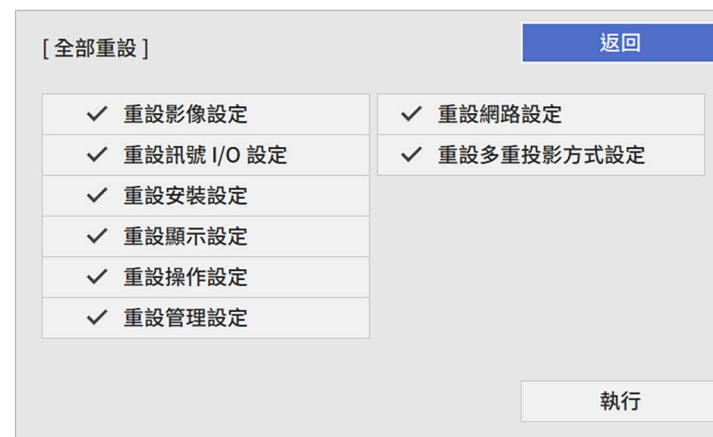 [ 全部重設 ]
返回
重設影像設定
重設訊號 I/O 設定
重設安裝設定
重設顯示設定
重設操作設定
重設管理設定
重設網路設定
重設多重投影方式設定
執行